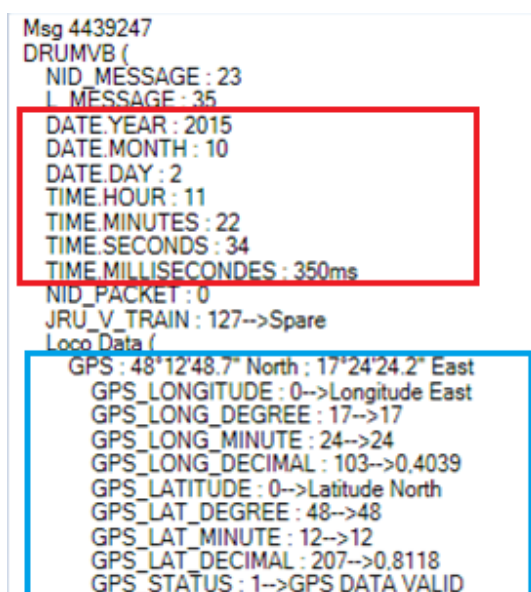 Msg 4439247
DRUMVB (
NID_MESSAGE : 23
L_MESSAGE : 35
DATE.YEAR : 2015
DATE.MONTH : 10
DATE.DAY : 2
TIME.HOUR : 11
TIME.MINUTES : 22
TIME.SECONDS : 34
TIME.MILLISECONDES : 350ms
NID_PACKET : 0
JRU_V_TRAIN : 127-->Spare
Loco Data (
GPS : 48°12'48.7" North ; 17°24'24.2" East
GPS_LONGITUDE : 0-->Longitude East
GPS_LONG_DEGREE : 17-->17
GPS_LONG_MINUTE : 24-->24
GPS_LONG_DECIMAL : 103-->0,4039
GPS_LATITUDE : 0-->Latitude North
GPS_LAT_DEGREE : 48-->48
GPS_LAT_MINUTE : 12-->12
GPS_LAT_DECIMAL : 207-->0,8118
GPS_STATUS : 1-->GPS DATA VALID